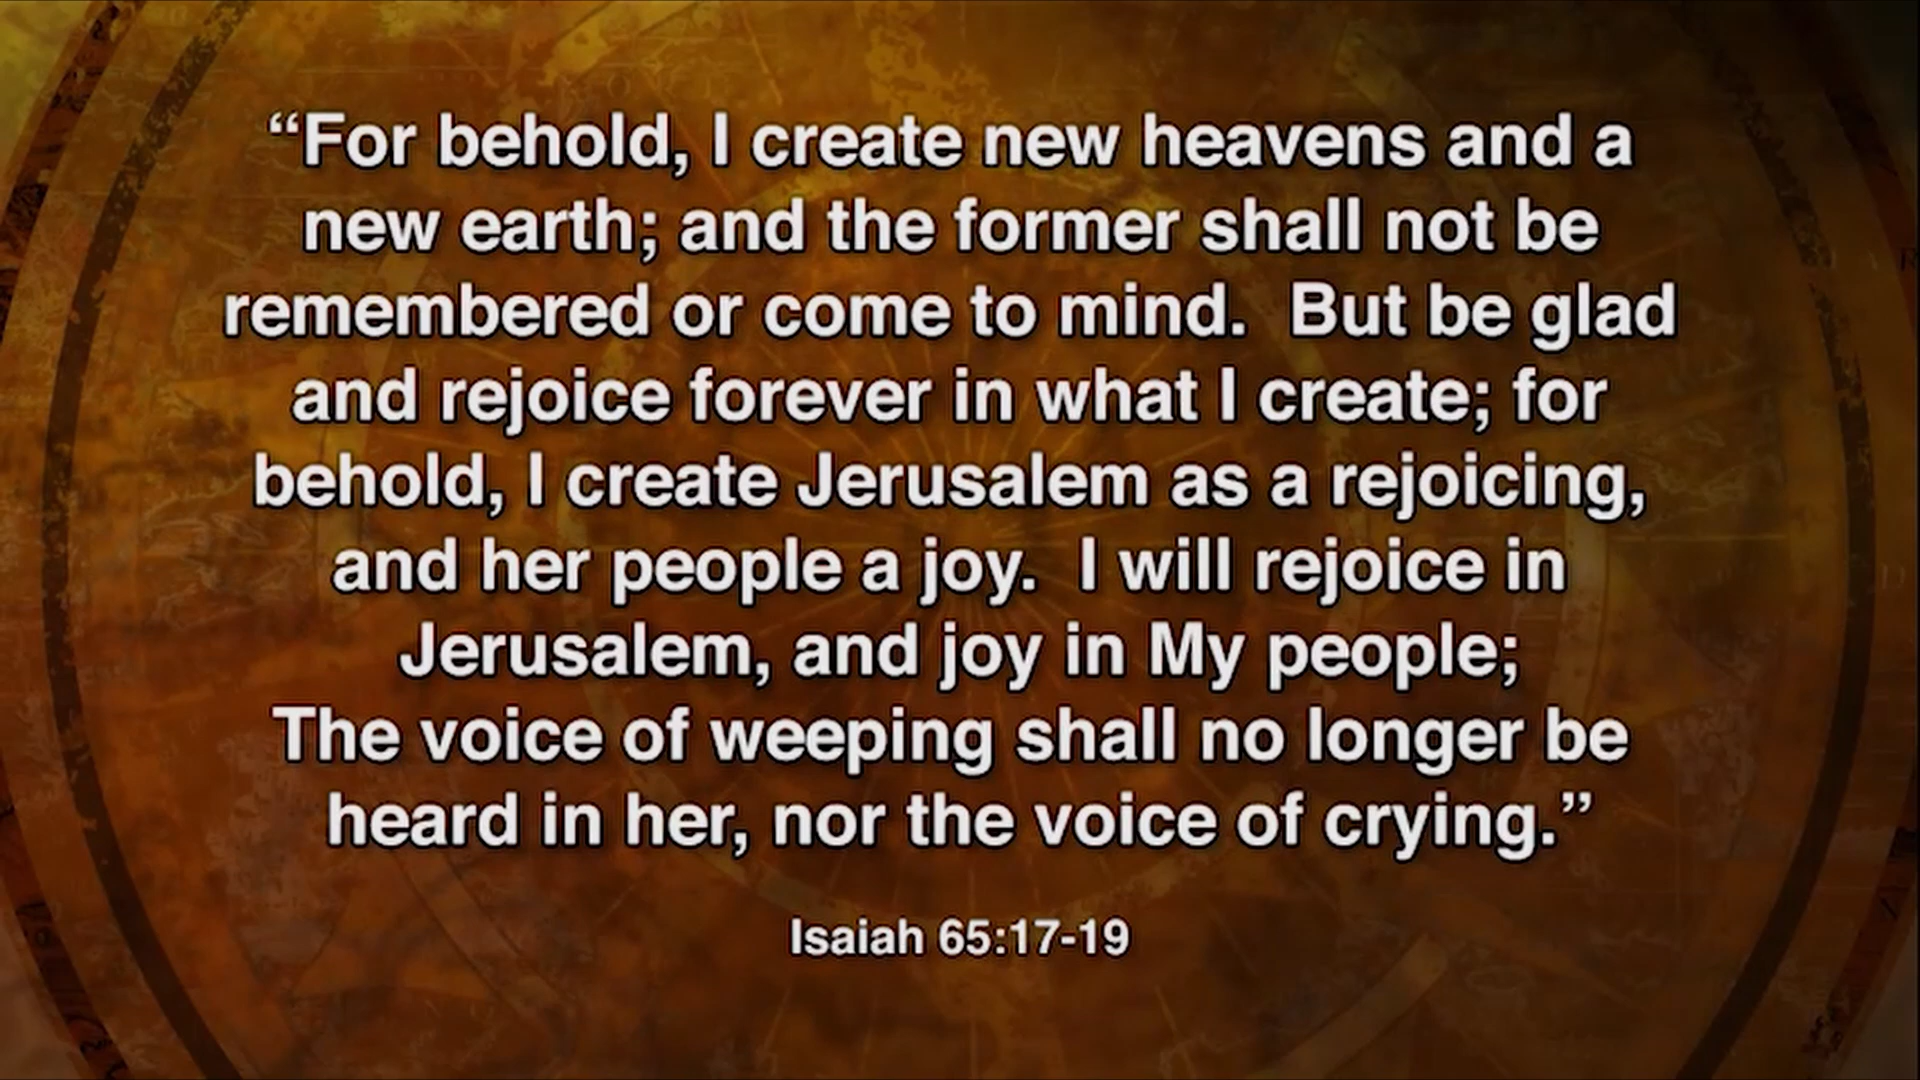 “For behold, I create new heavens and a
new earth; and the former shall not be
remembered or come to mind.  But be glad
and rejoice forever in what I create; for
behold, I create Jerusalem as a rejoicing,
and her people a joy.  I will rejoice in
Jerusalem, and joy in My people;
The voice of weeping shall no longer be
heard in her, nor the voice of crying.”
Isaiah 65:17-19